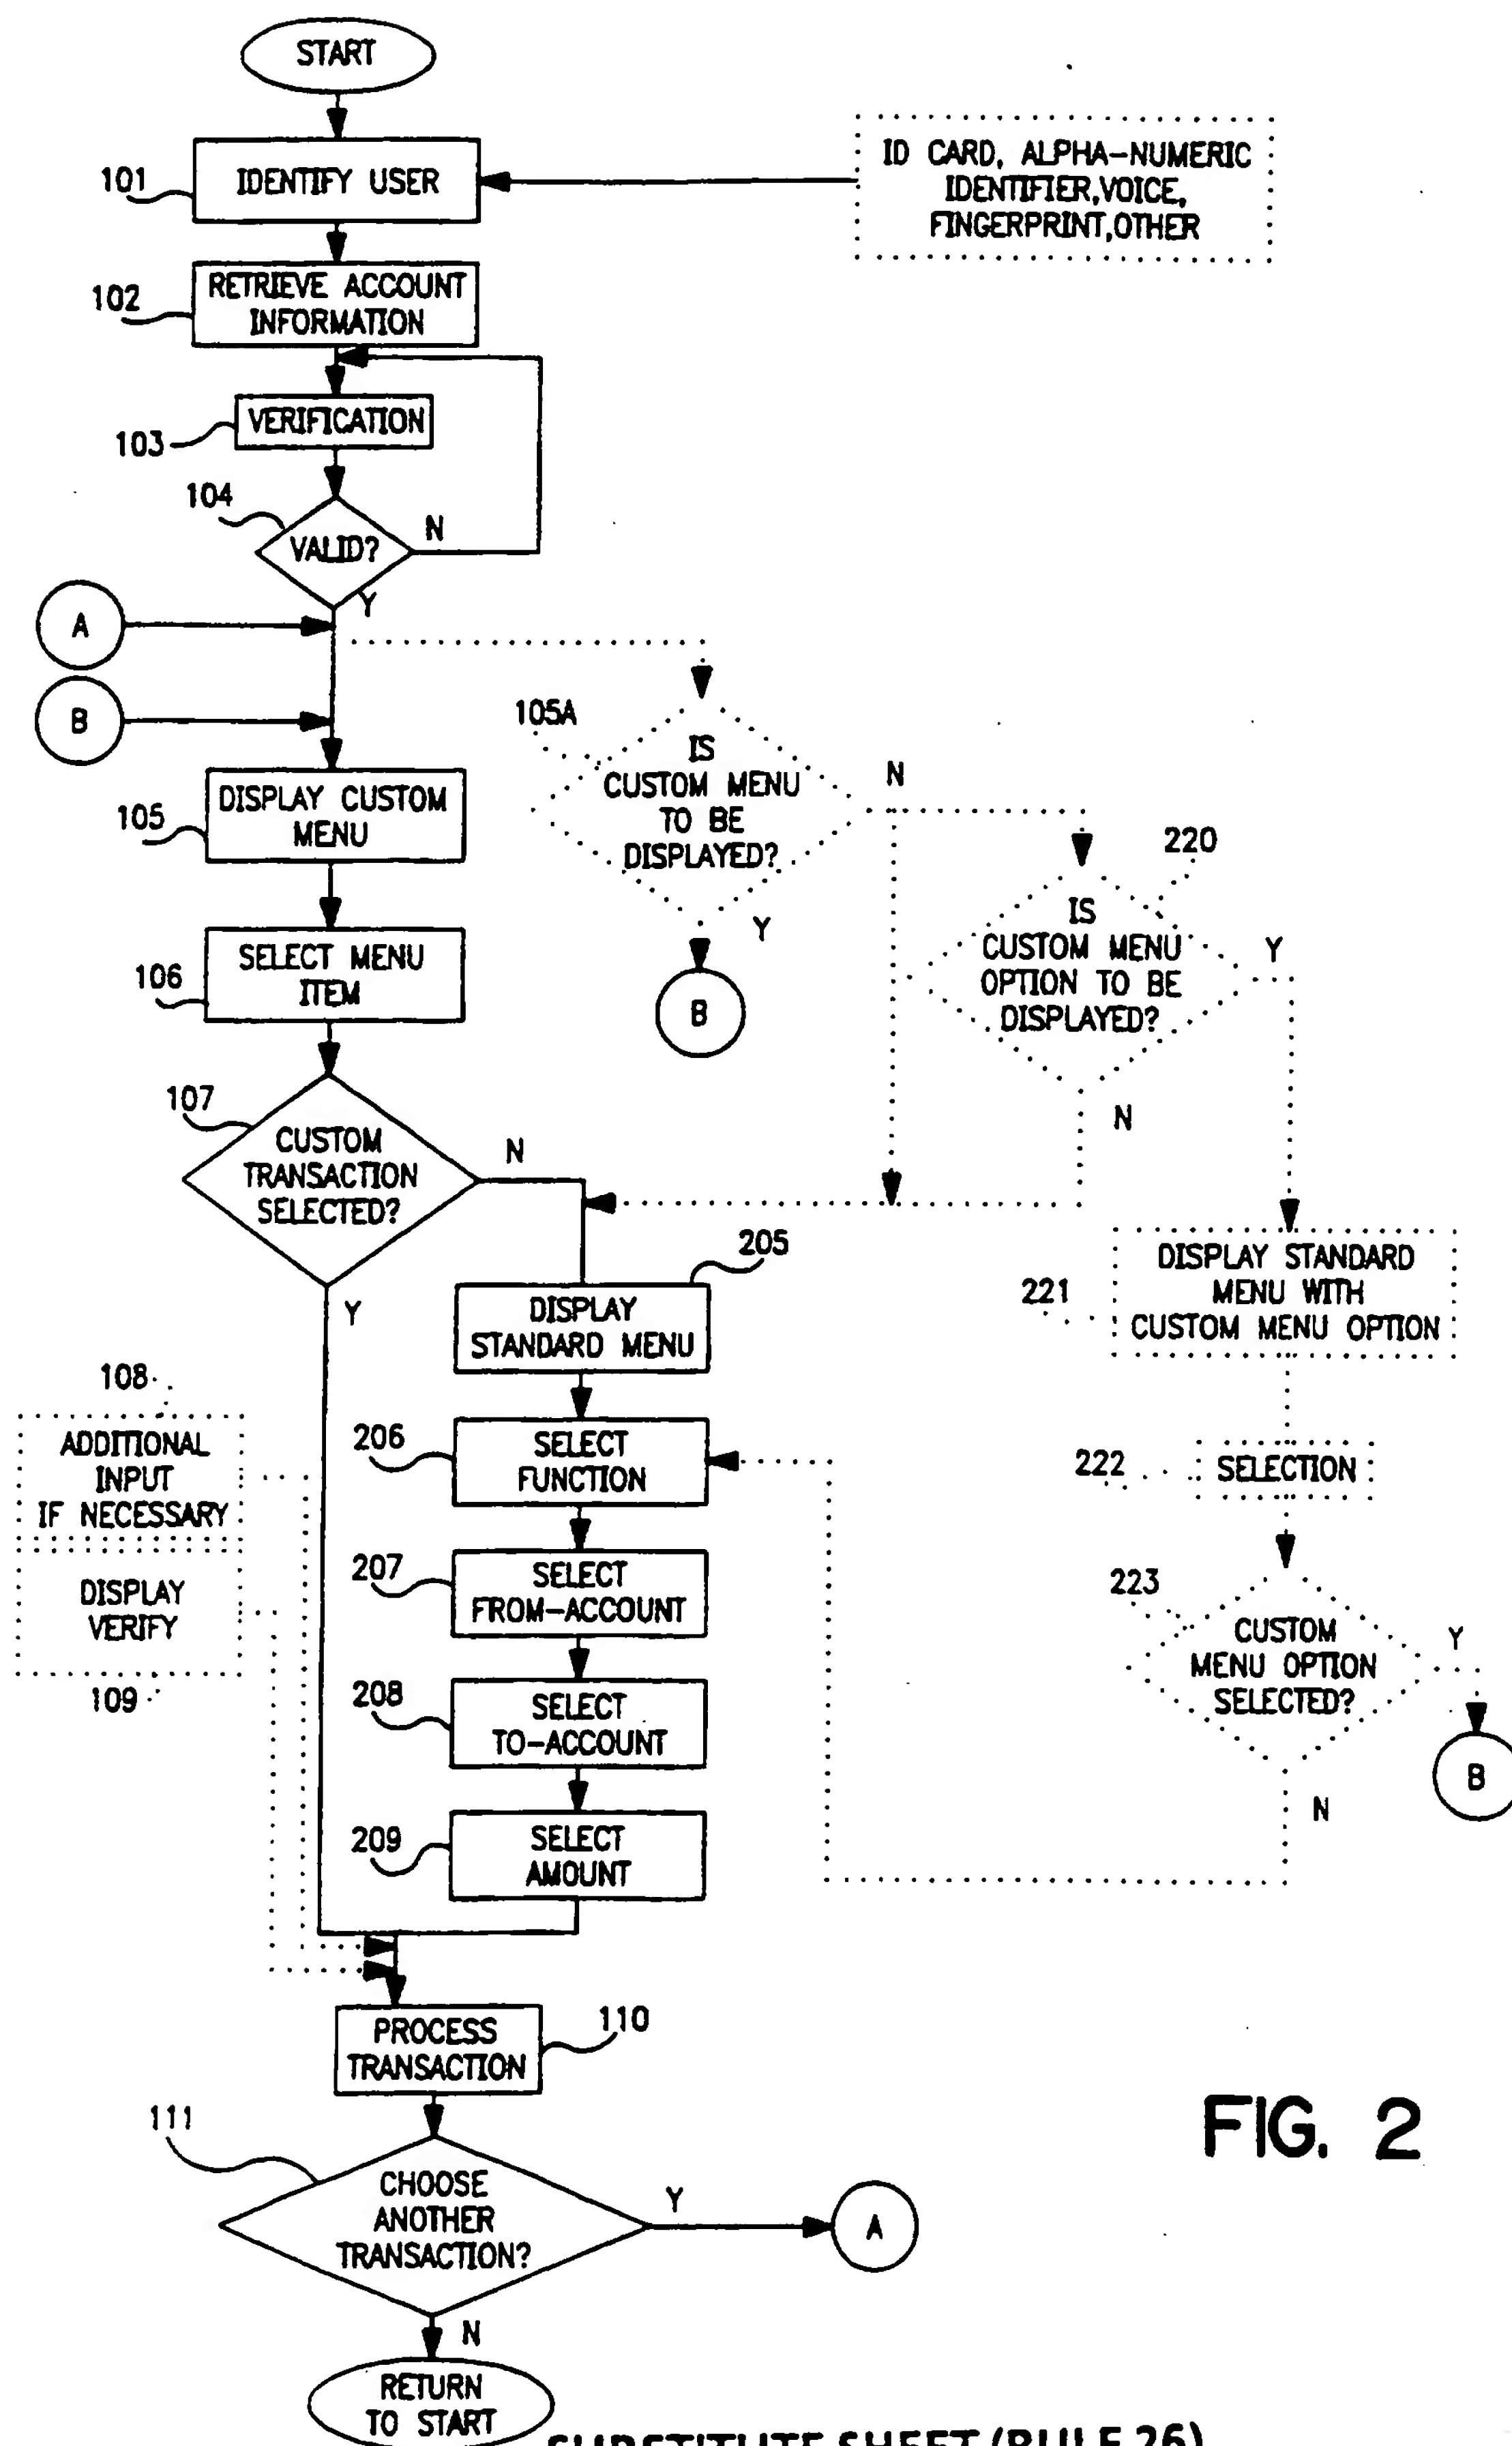 START
101
IDENTIFY USER
ID CARD, ALPHA-NUMERIC
IDENTIFIER,VOICE,
FINGERPRINT,OTHER
102
RETRIEVE ACCOUNT
INFORMATION
103
VERIFICATION
104
VALID?
N
Y
A
B
105
DISPLAY CUSTOM
MENU
105A
IS
CUSTOM MENU
TO BE
DISPLAYED?
N
Y
B
220
IS
CUSTOM MENU
OPTION TO BE
DISPLAYED?
Y
N
106
SELECT MENU
ITEM
107
CUSTOM
TRANSACTION
SELECTED?
N
Y
205
DISPLAY
STANDARD MENU
221
DISPLAY STANDARD
MENU WITH
CUSTOM MENU OPTION
108
ADDITIONAL
INPUT
IF NECESSARY
DISPLAY
VERIFY
109
206
SELECT
FUNCTION
222
SELECTION
207
SELECT
FROM-ACCOUNT
223
CUSTOM
MENU OPTION
SELECTED?
Y
B
N
208
SELECT
TO-ACCOUNT
209
SELECT
AMOUNT
PROCESS
TRANSACTION
110
111
CHOOSE
ANOTHER
TRANSACTION?
Y
A
N
RETURN
TO START
FIG. 2
SUBSTITUTE SHEET (RULE 26)